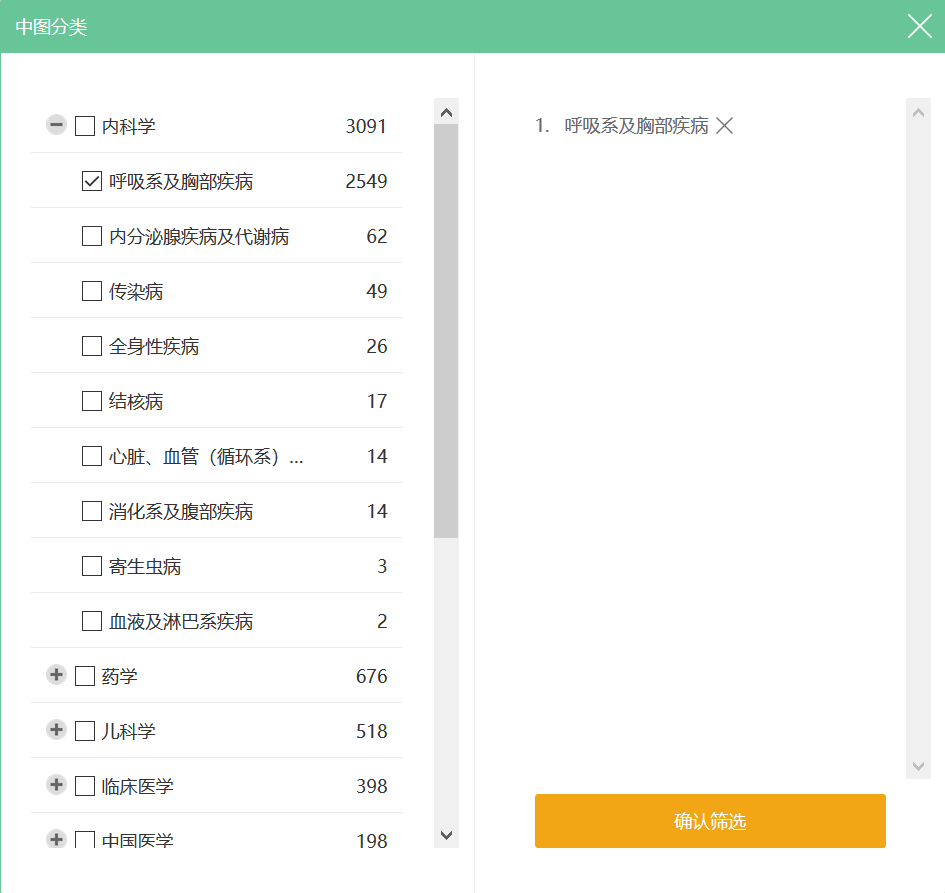 中图分类
内科学 3091
呼吸系及胸部疾病 2549
内分泌腺疾病及代谢病 62
传染病 49
全身性疾病 26
结核病 17
心脏、血管（循环系）... 14
消化系及腹部疾病 14
寄生虫病 3
血液及淋巴系疾病 2
药学 676
儿科学 518
临床医学 398
中国医学 198
1. 呼吸系及胸部疾病
确认筛选